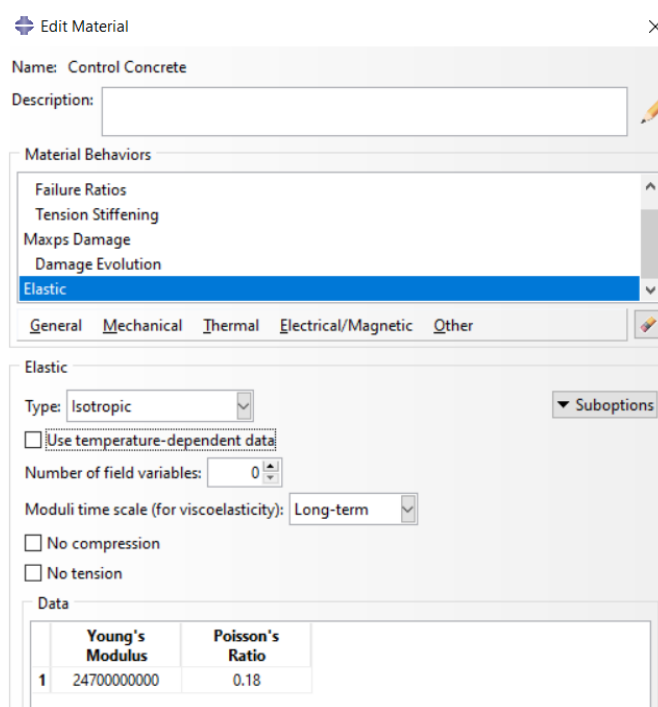 Edit Material
Name: Control Concrete
Description:
Material Behaviors
Failure Ratios
Tension Stiffening
Maxps Damage
Damage Evolution
Elastic
General Mechanical Thermal Electrical/Magnetic Other
Elastic
Type: Isotropic Suboptions
Use temperature-dependent data
Number of field variables: 0
Moduli time scale (for viscoelasticity): Long-term
No compression
No tension
Data
Young's Poisson's
Modulus Ratio
1 24700000000 0.18